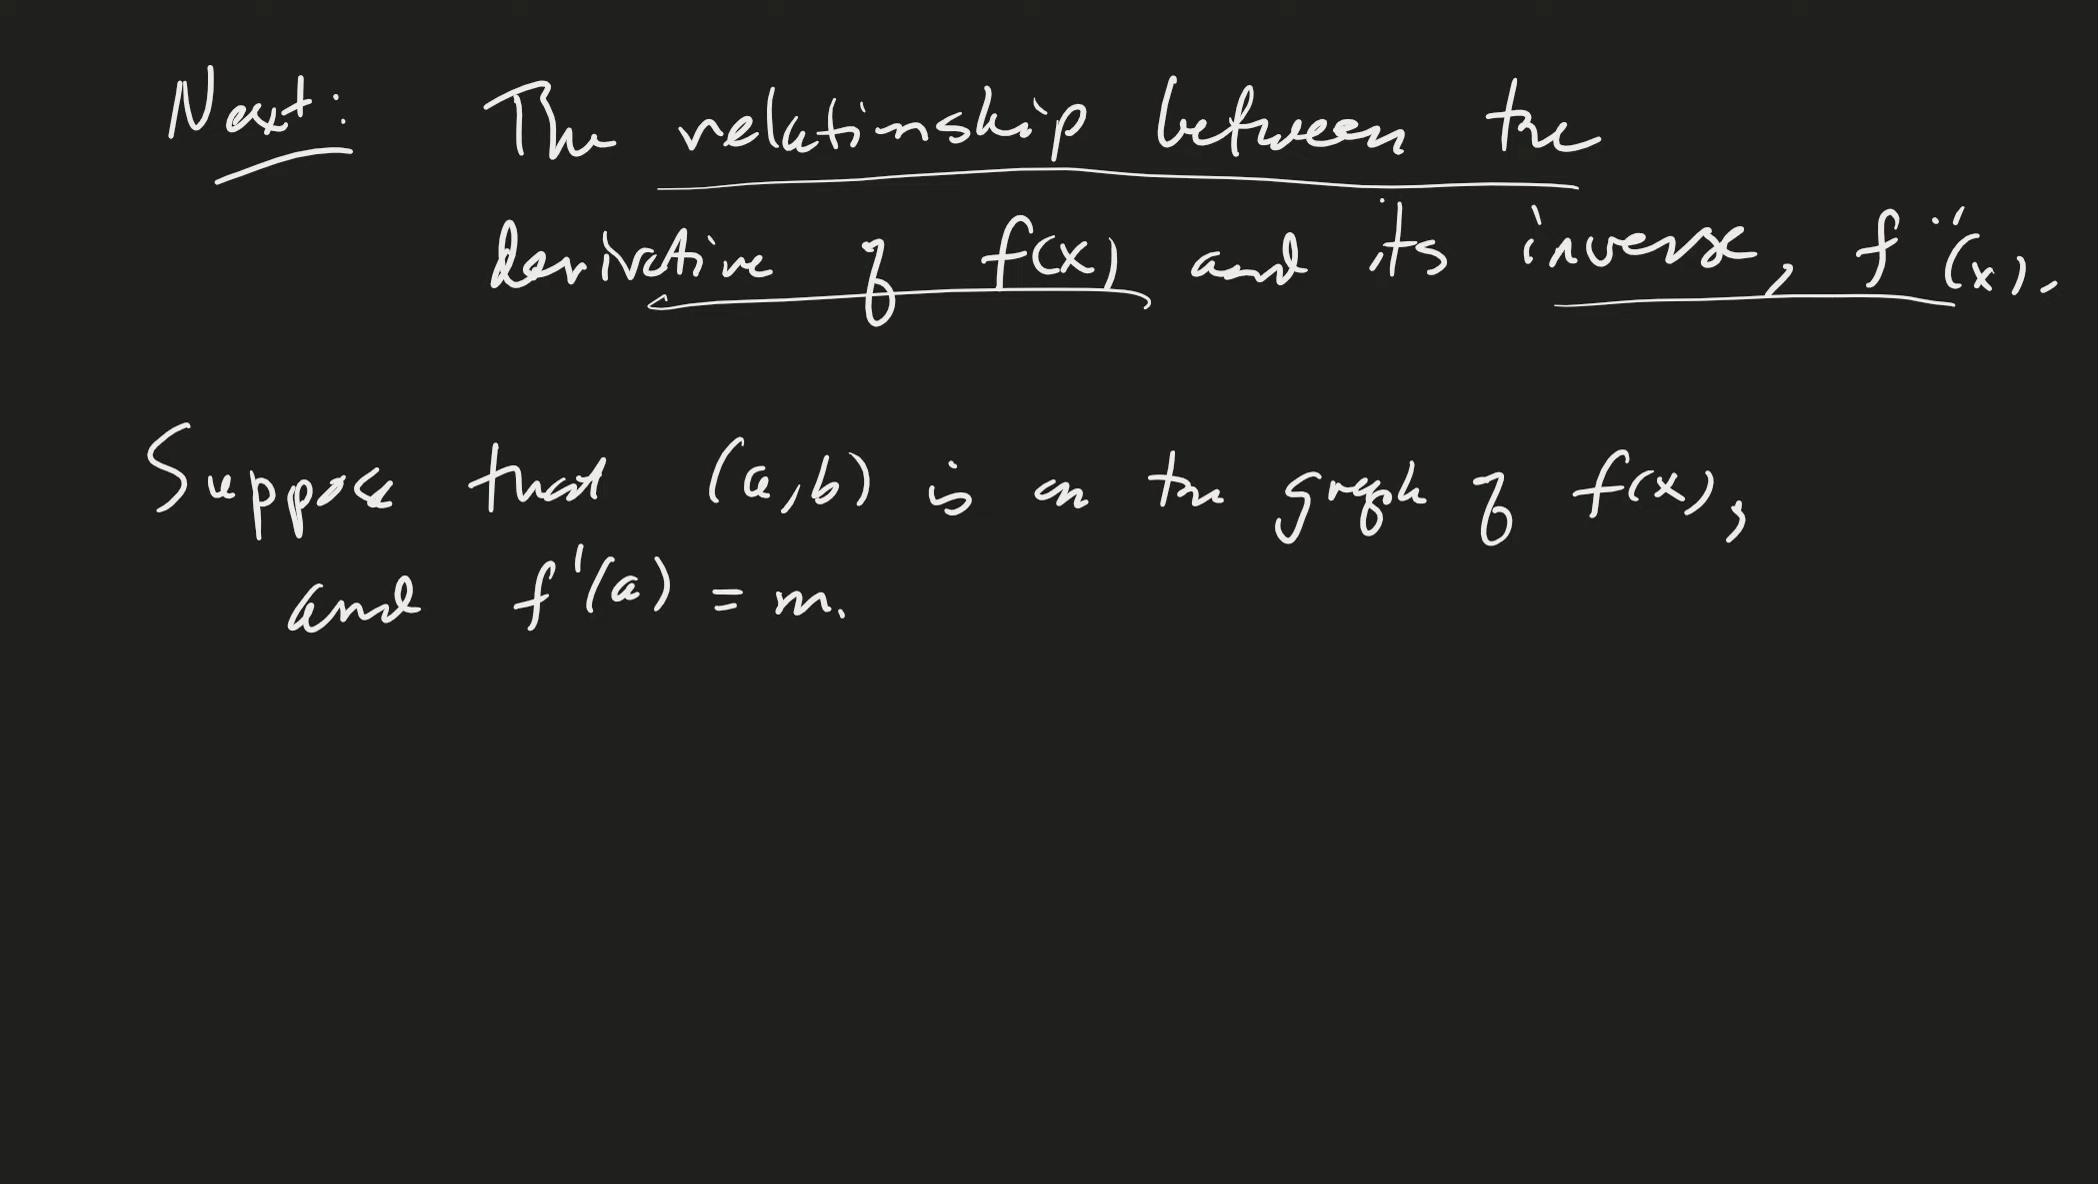 Next: The relationship between the
derivative of f(x) and its inverse, f⁻¹(x).
Suppose that (a,b) is on the graph of f(x),
and f'(a) = m.